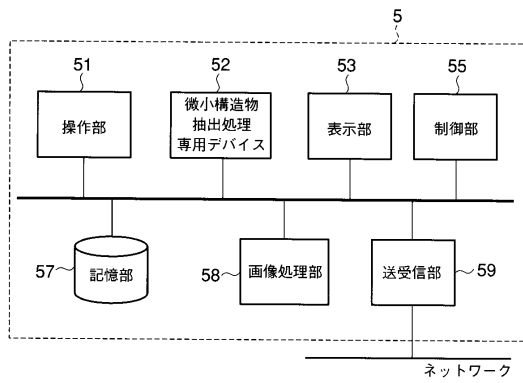 5
51
52
53
55
操作部
微小構造物
抽出処理
専用デバイス
表示部
制御部
57
記憶部
58
画像処理部
送受信部
59
ネットワーク